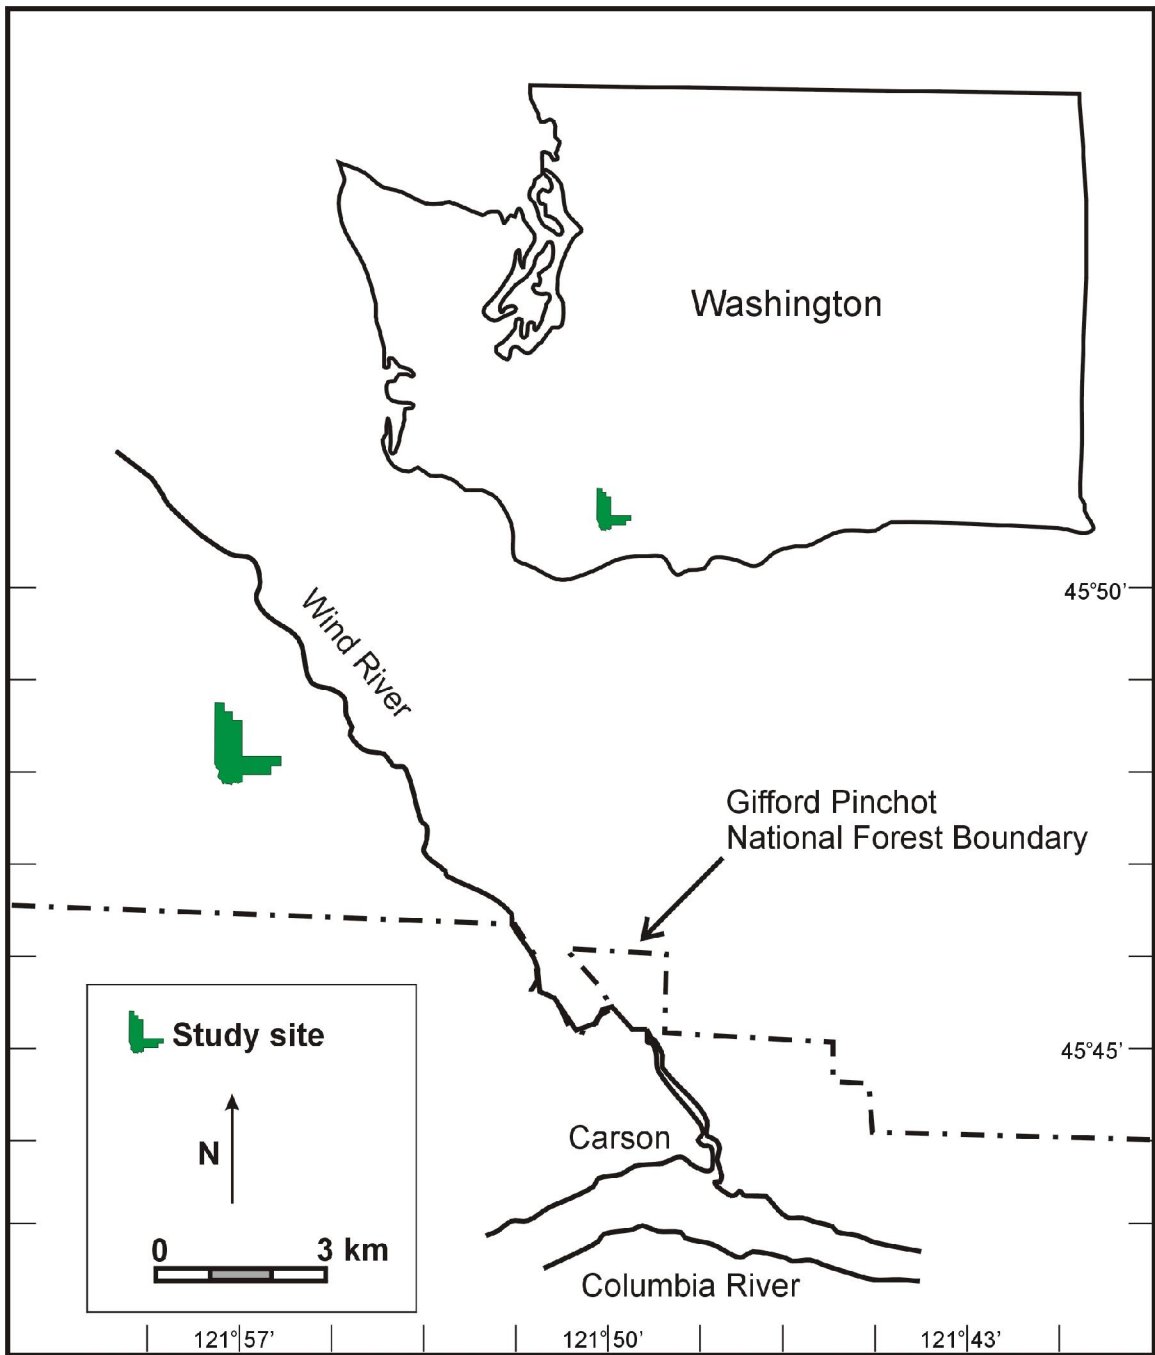 Washington
45°50'
Wind River
Gifford Pinchot
National Forest Boundary
Study site
45°45'
N
Carson
0 3 km
Columbia River
121°57' 121°50' 121°43'